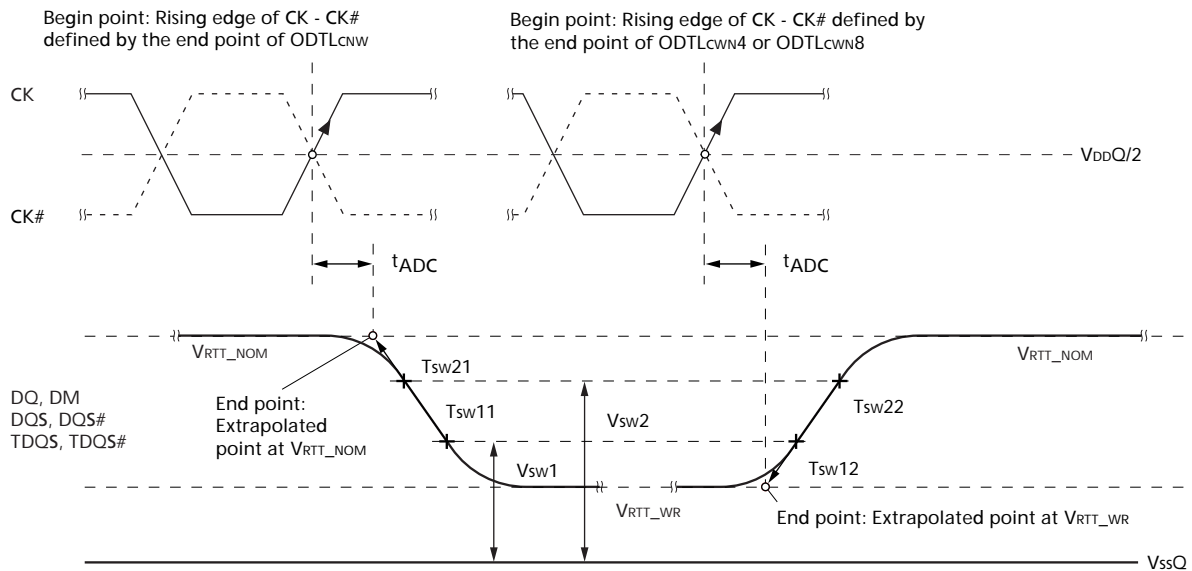 Begin point: Rising edge of CK - CK#
defined by the end point of ODTLCNW
Begin point: Rising edge of CK - CK# defined by
the end point of ODTLCWN4 or ODTLCWN8
CK
VDDQ/2
CK#
tADC
tADC
VRTT_NOM
VRTT_NOM
TSW21
DQ, DM
DQS, DQS#
TDQS, TDQS#
End point:
Extrapolated
point at VRTT_NOM
TSW11
VSW2
TSW22
VSW1
TSW12
VRTT_WR
End point: Extrapolated point at VRTT_WR
VSSQ